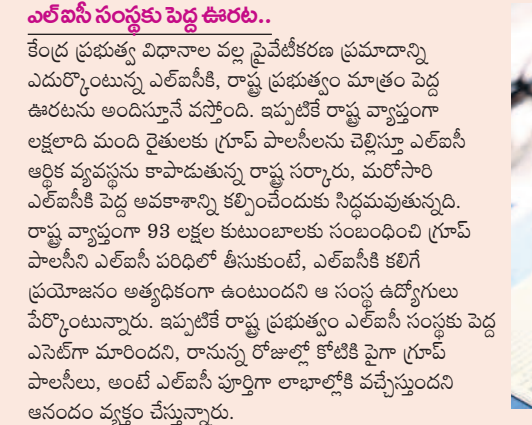 ఎల్ఐసీ సంస్థకు పెద్ద ఊరట..
కేంద్ర ప్రభుత్వ విధానాల వల్ల ప్రైవేటీకరణ ప్రమాదాన్ని
ఎదుర్కొంటున్న ఎల్ఐసీకి, రాష్ట్ర ప్రభుత్వం మాత్రం పెద్ద
ఊరటను అందిస్తూనే వస్తోంది. ఇప్పటికే రాష్ట్ర వ్యాప్తంగా
లక్షలాది మంది రైతులకు గ్రూప్ పాలసీలను చెల్లిస్తూ ఎల్ఐసీ
ఆర్థిక వ్యవస్థను కాపాడుతున్న రాష్ట్ర సర్కారు, మరోసారి
ఎల్ఐసీకి పెద్ద అవకాశాన్ని కల్పించేందుకు సిద్ధమవుతున్నది.
రాష్ట్ర వ్యాప్తంగా 93 లక్షల కుటుంబాలకు సంబంధించి గ్రూప్
పాలసీని ఎల్ఐసీ పరిధిలో తీసుకుంటే, ఎల్ఐసీకి కలిగే
ప్రయోజనం అత్యధికంగా ఉంటుందని ఆ సంస్థ ఉద్యోగులు
పేర్కొంటున్నారు. ఇప్పటికే రాష్ట్ర ప్రభుత్వం ఎల్ఐసీ సంస్థకు పెద్ద
ఎసెట్‌గా మారిందని, రానున్న రోజుల్లో కోటికి పైగా గ్రూప్
పాలసీలు, అంటే ఎల్ఐసీ పూర్తిగా లాభాల్లోకి వచ్చేస్తుందని
ఆనందం వ్యక్తం చేస్తున్నారు.